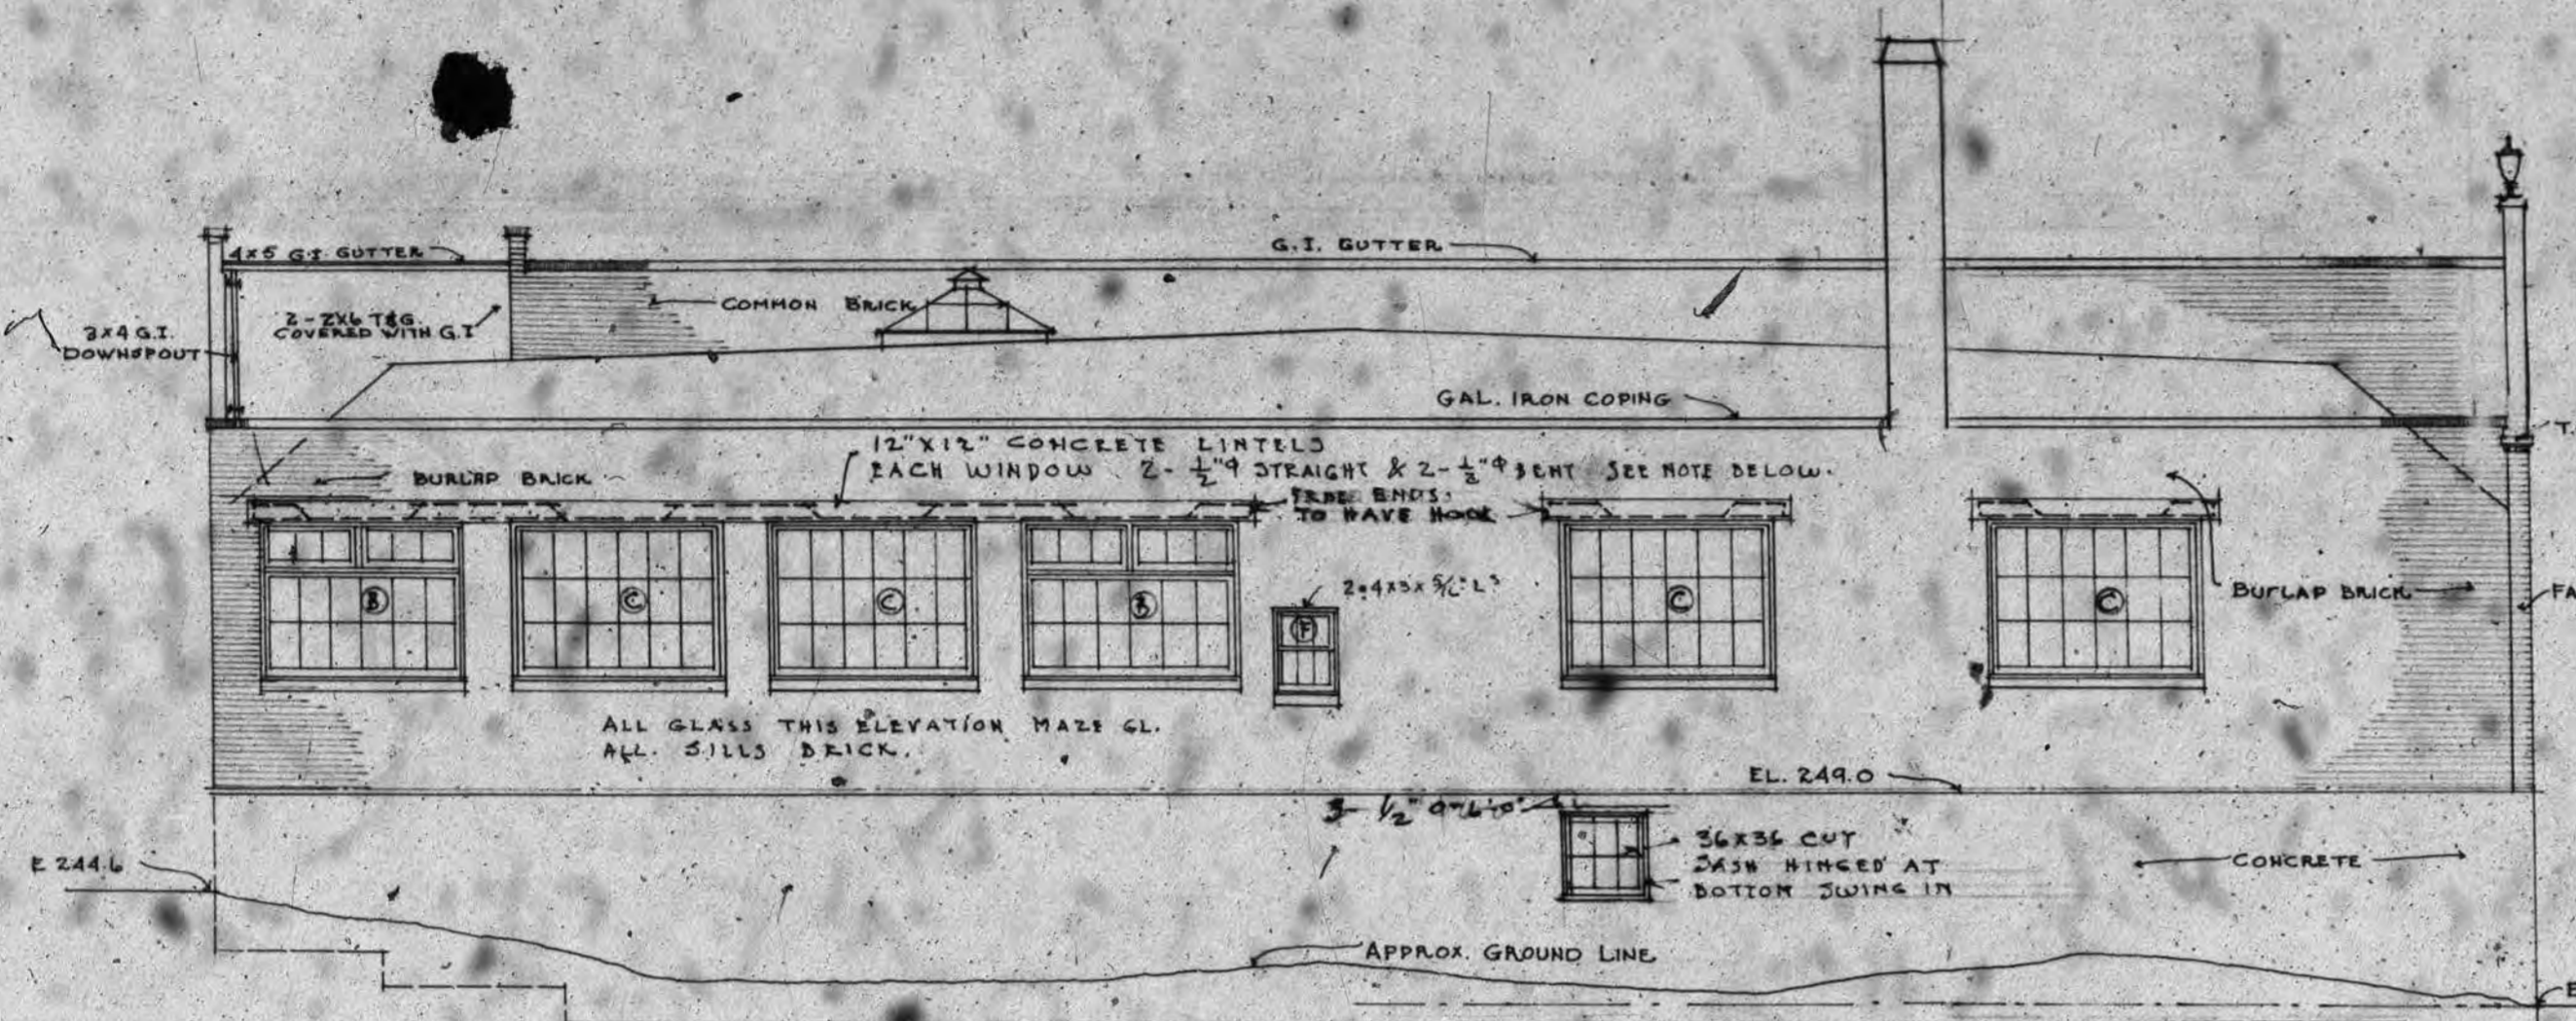 4X5 G.I. GUTTER
G.I. GUTTER
3X4 G.I.
DOWNSPOUT
2-2X6 T&G.
COVERED WITH G.I
COMMON BRICK
GAL. IRON COPING
12"X12" CONCRETE LINTELS
EACH WINDOW 2-½"Φ STRAIGHT & 2-½"Φ BENT SEE NOTE BELOW.
BURLAP BRICK
T.
FREE ENDS
TO HAVE HOOK
B
C
C
B
F
C
C
BURLAP BRICK
FA
ALL GLASS THIS ELEVATION MAZE GL.
ALL. SILLS BRICK.
EL. 249.0
36X36 CUT
SASH HINGED AT
BOTTOM SWING IN
CONCRETE
E 244.6
APPROX. GROUND LINE
E